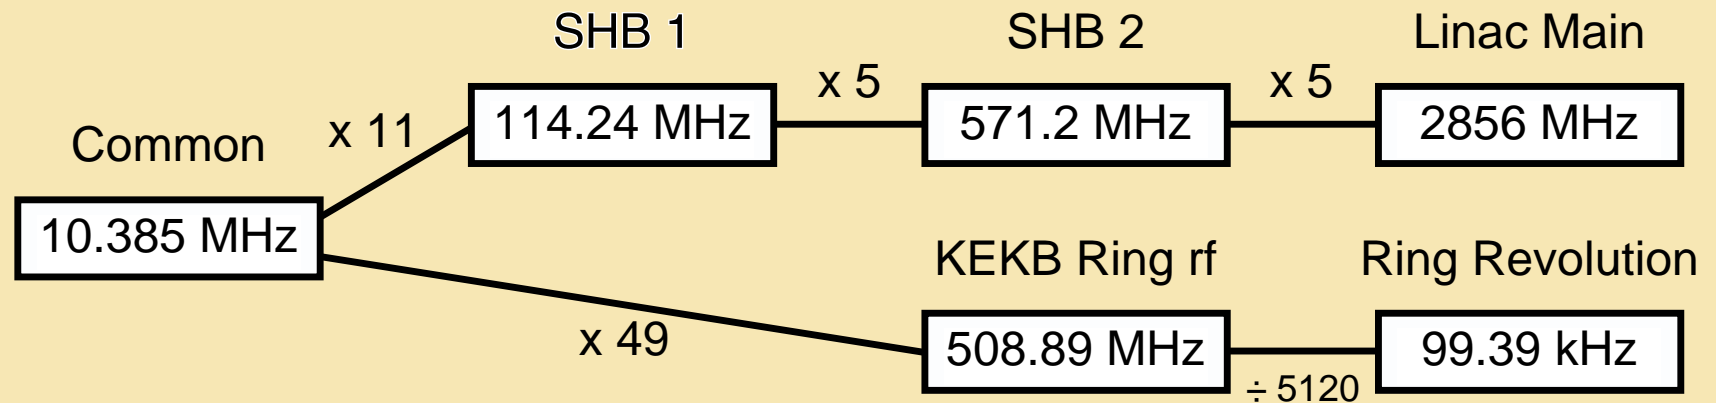 SHB 1
SHB 2
Linac Main
x 5
x 5
114.24 MHz
571.2 MHz
2856 MHz
x 11
Common
10.385 MHz
KEKB Ring rf
Ring Revolution
x 49
508.89 MHz
99.39 kHz
÷ 5120